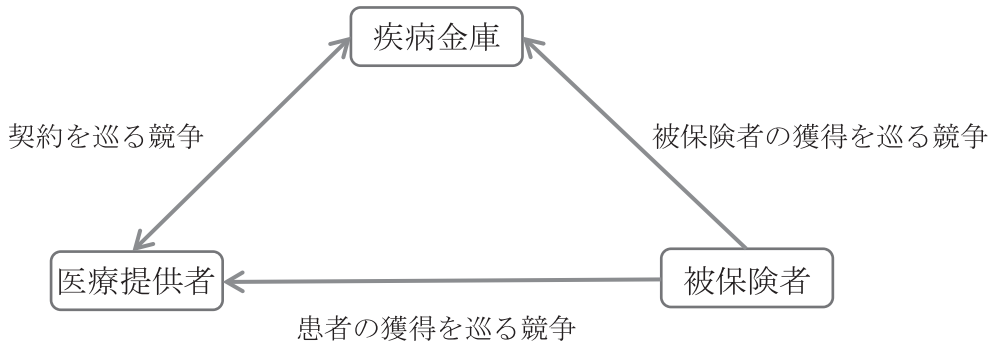 疾病金庫
契約を巡る競争
被保険者の獲得を巡る競争
医療提供者
被保険者
患者の獲得を巡る競争